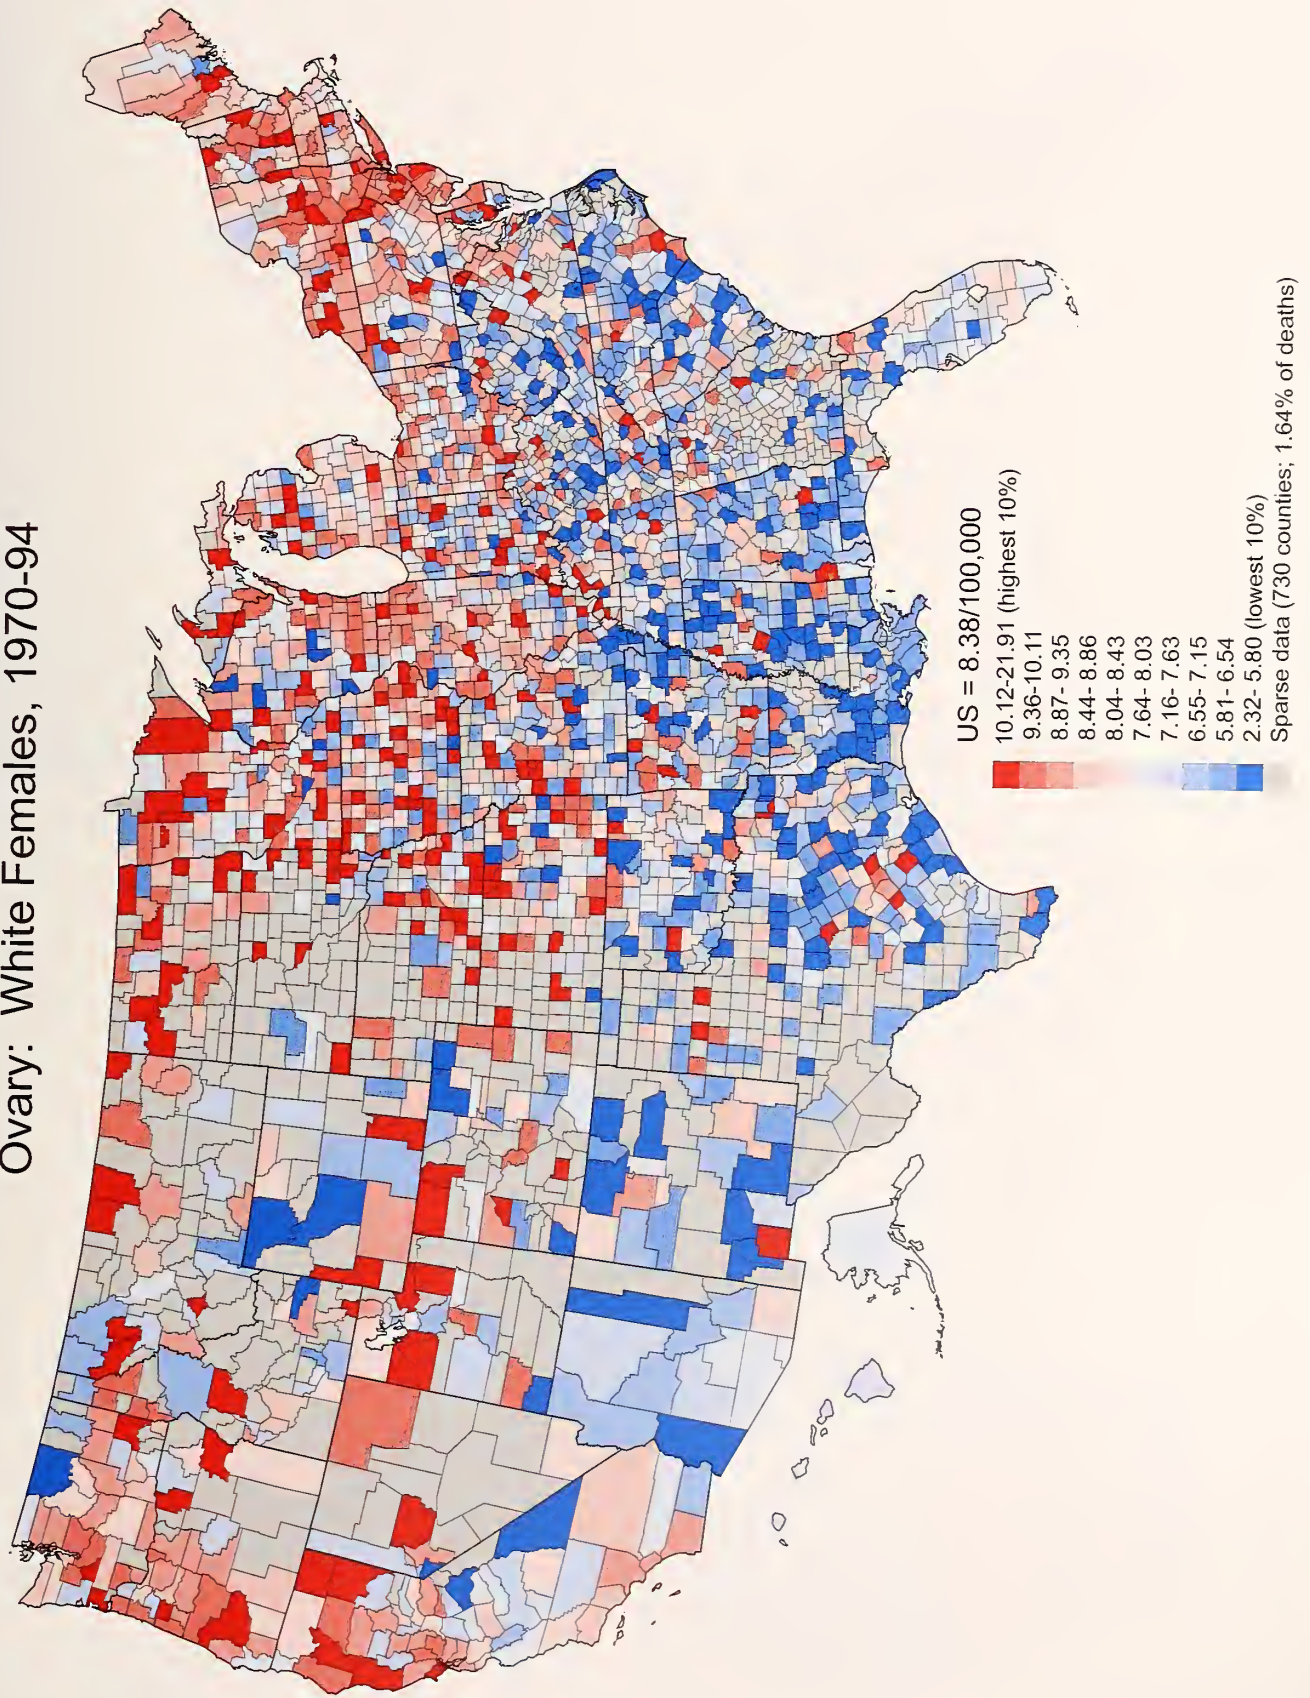 Ovary: White Females, 1970-94
US = 8.38/100,000
10.12-21.91 (highest 10%)
9.36-10.11
8.87- 9.35
8.44- 8.86
8.04- 8.43
7.64- 8.03
7.16- 7.63
6.55- 7.15
5.81- 6.54
2.32- 5.80 (lowest 10%)
Sparse data (730 counties; 1.64% of deaths)